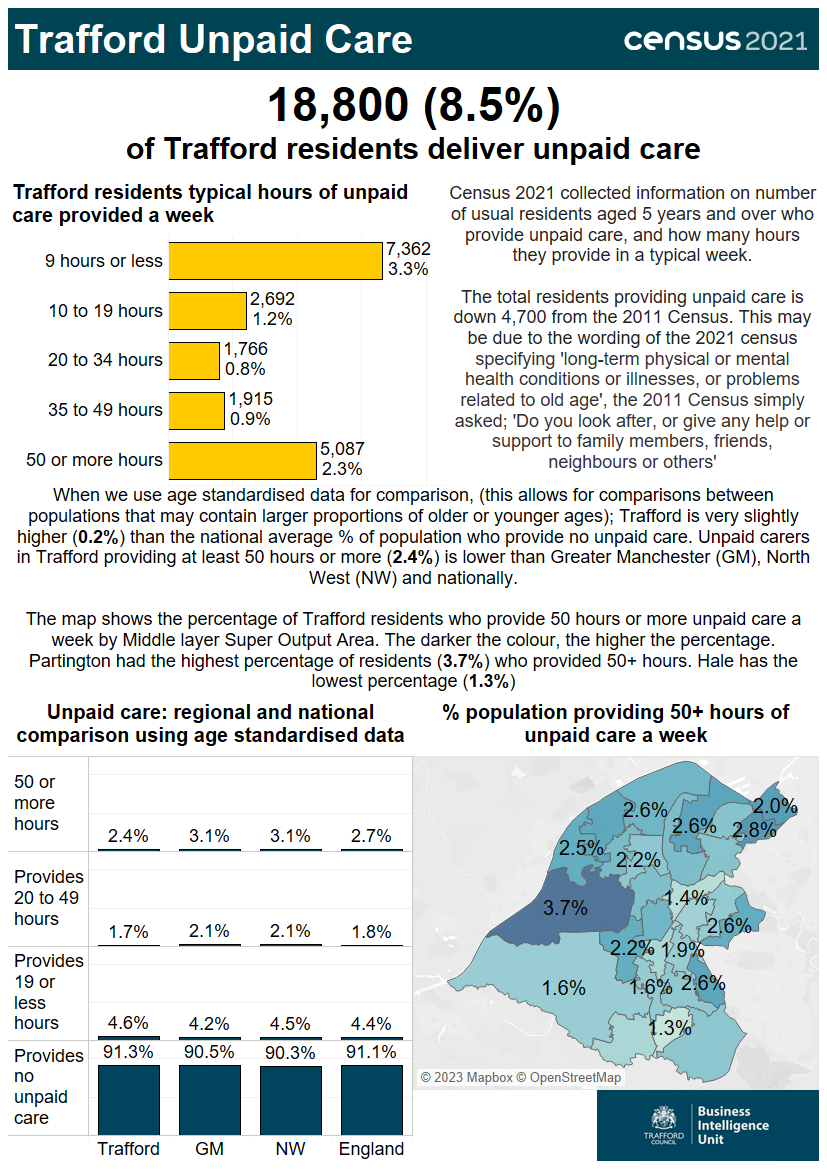 Trafford Unpaid Care
census 2021
18,800 (8.5%)
of Trafford residents deliver unpaid care
Trafford residents typical hours of unpaid
care provided a week
9 hours or less
7,362
3.3%
10 to 19 hours
2,692
1.2%
20 to 34 hours
1,766
0.8%
35 to 49 hours
1,915
0.9%
50 or more hours
5,087
2.3%
Census 2021 collected information on number
of usual residents aged 5 years and over who
provide unpaid care, and how many hours
they provide in a typical week.
The total residents providing unpaid care is
down 4,700 from the 2011 Census. This may
be due to the wording of the 2021 census
specifying 'long-term physical or mental
health conditions or illnesses, or problems
related to old age', the 2011 Census simply
asked; 'Do you look after, or give any help or
support to family members, friends,
neighbours or others'
When we use age standardised data for comparison, (this allows for comparisons between
populations that may contain larger proportions of older or younger ages); Trafford is very slightly
higher (0.2%) than the national average % of population who provide no unpaid care. Unpaid carers
in Trafford providing at least 50 hours or more (2.4%) is lower than Greater Manchester (GM), North
West (NW) and nationally.
The map shows the percentage of Trafford residents who provide 50 hours or more unpaid care a
week by Middle layer Super Output Area. The darker the colour, the higher the percentage.
Partington had the highest percentage of residents (3.7%) who provided 50+ hours. Hale has the
lowest percentage (1.3%)
Unpaid care: regional and national
comparison using age standardised data
50 or
more
hours
2.4% 3.1% 3.1% 2.7%
Provides
20 to 49
hours
1.7% 2.1% 2.1% 1.8%
Provides
19 or
less
hours
4.6% 4.2% 4.5% 4.4%
Provides
no
unpaid
care
91.3% 90.5% 90.3% 91.1%
Trafford GM NW England
% population providing 50+ hours of
unpaid care a week
2.0%
2.6%
2.6%
2.8%
2.5%
2.2%
1.4%
3.7%
2.6%
2.2%
1.9%
1.6%
1.6%
2.6%
1.3%
© 2023 Mapbox © OpenStreetMap
TRAFFORD
COUNCIL
Business
Intelligence
Unit